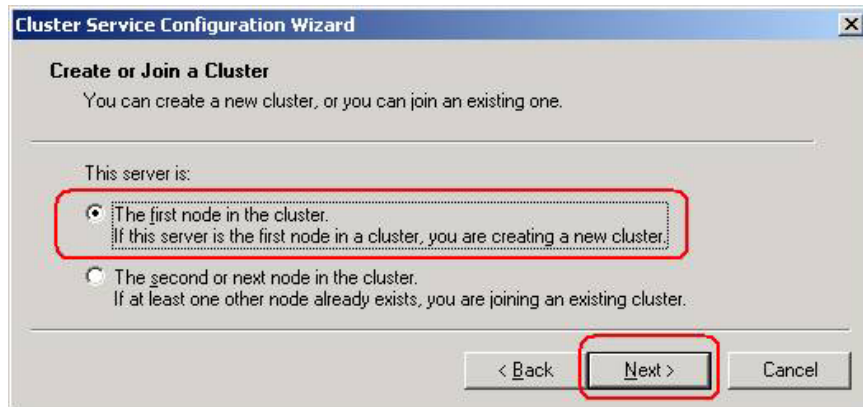 Cluster Service Configuration Wizard
Create or Join a Cluster
You can create a new cluster, or you can join an existing one.
This server is:
The first node in the cluster.
If this server is the first node in a cluster, you are creating a new cluster.
The second or next node in the cluster.
If at least one other node already exists, you are joining an existing cluster.
< Back Next > Cancel